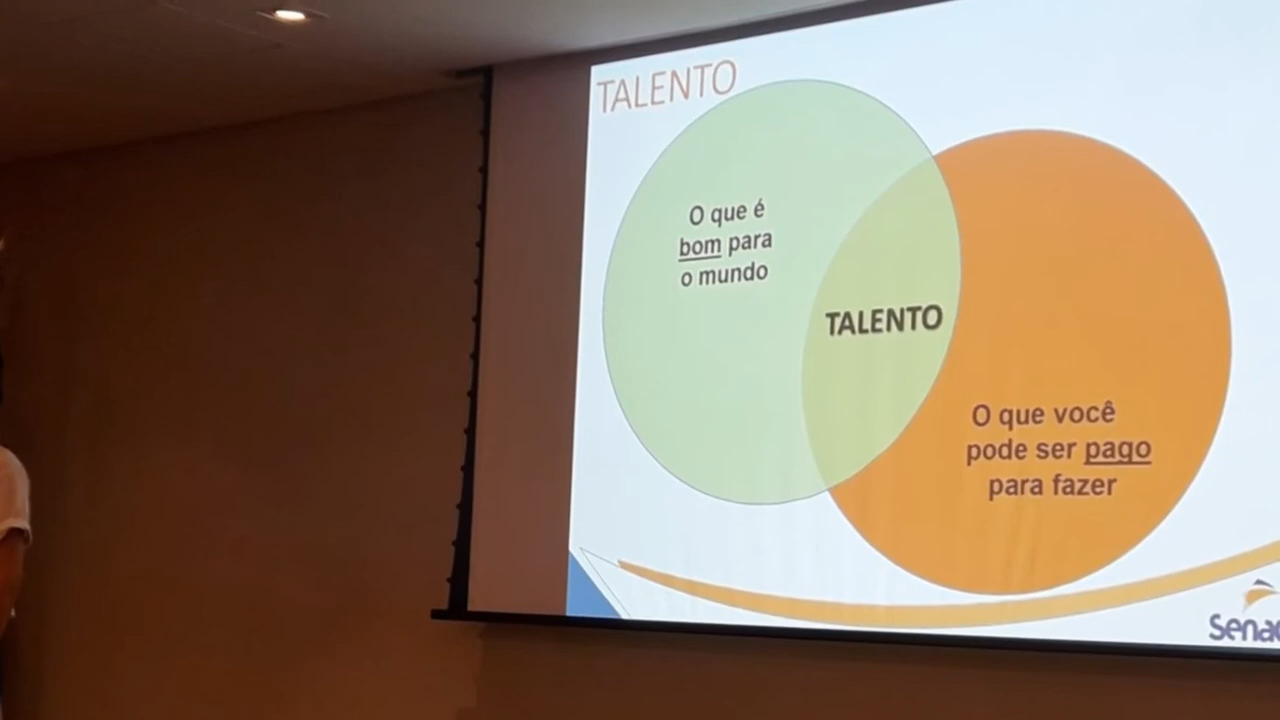 TALENTO
O que é
bom para
o mundo
TALENTO
O que você
pode ser pago
para fazer
Senac